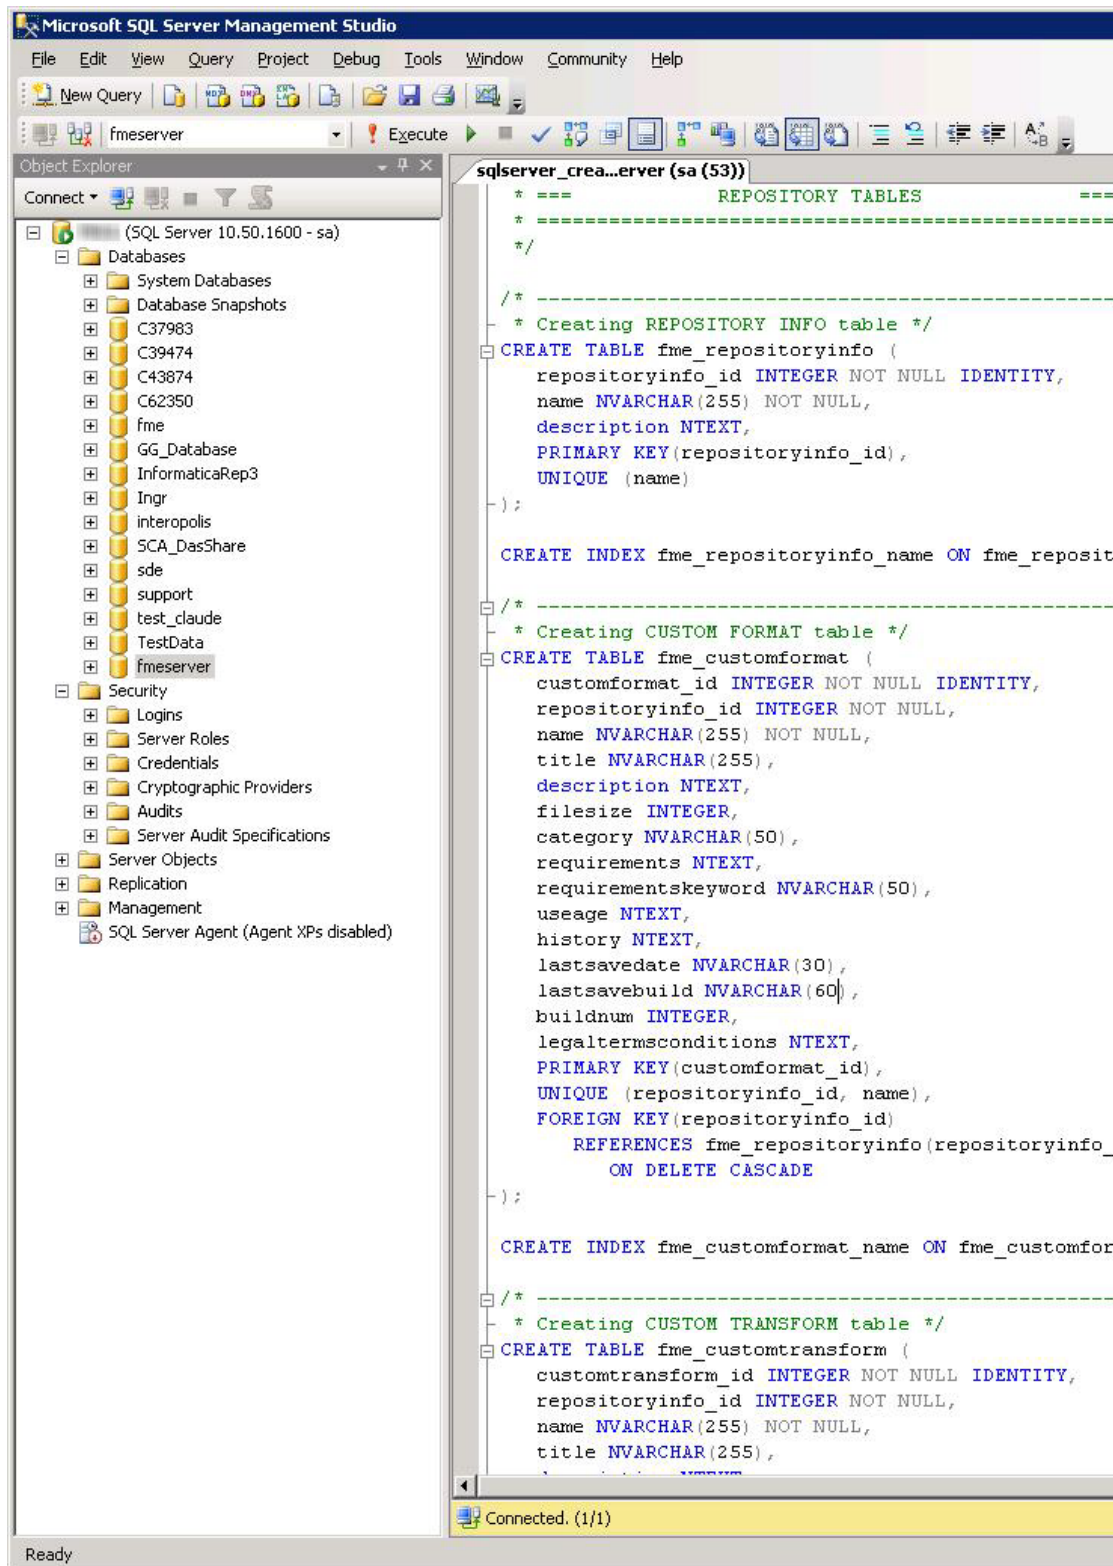 Microsoft SQL Server Management Studio
File Edit View Query Project Debug Tools Window Community Help
New Query
fmeserver Execute
Object Explorer
Connect
(SQL Server 10.50.1600 - sa)
Databases
System Databases
Database Snapshots
C37983
C39474
C43874
C62350
fme
GG_Database
InformaticaRep3
Ingr
interopolis
SCA_DasShare
sde
support
test_claude
TestData
fmeserver
Security
Logins
Server Roles
Credentials
Cryptographic Providers
Audits
Server Audit Specifications
Server Objects
Replication
Management
SQL Server Agent (Agent XPs disabled)
sqlserver_crea...erver (sa (53))
* === REPOSITORY TABLES ===
* ================================================
*/
/* ------------------------------------------------
* Creating REPOSITORY INFO table */
CREATE TABLE fme_repositoryinfo (
repositoryinfo_id INTEGER NOT NULL IDENTITY,
name NVARCHAR(255) NOT NULL,
description NTEXT,
PRIMARY KEY(repositoryinfo_id),
UNIQUE (name)
);
CREATE INDEX fme_repositoryinfo_name ON fme_reposit
/* ------------------------------------------------
* Creating CUSTOM FORMAT table */
CREATE TABLE fme_customformat (
customformat_id INTEGER NOT NULL IDENTITY,
repositoryinfo_id INTEGER NOT NULL,
name NVARCHAR(255) NOT NULL,
title NVARCHAR(255),
description NTEXT,
filesize INTEGER,
category NVARCHAR(50),
requirements NTEXT,
requirementskeyword NVARCHAR(50),
useage NTEXT,
history NTEXT,
lastsavedate NVARCHAR(30),
lastsavebuild NVARCHAR(60),
buildnum INTEGER,
legaltermsconditions NTEXT,
PRIMARY KEY(customformat_id),
UNIQUE (repositoryinfo_id, name),
FOREIGN KEY(repositoryinfo_id)
REFERENCES fme_repositoryinfo(repositoryinfo_
ON DELETE CASCADE
);
CREATE INDEX fme_customformat_name ON fme_customfor
/* ------------------------------------------------
* Creating CUSTOM TRANSFORM table */
CREATE TABLE fme_customtransform (
customtransform_id INTEGER NOT NULL IDENTITY,
repositoryinfo_id INTEGER NOT NULL,
name NVARCHAR(255) NOT NULL,
title NVARCHAR(255),
Connected. (1/1)
Ready